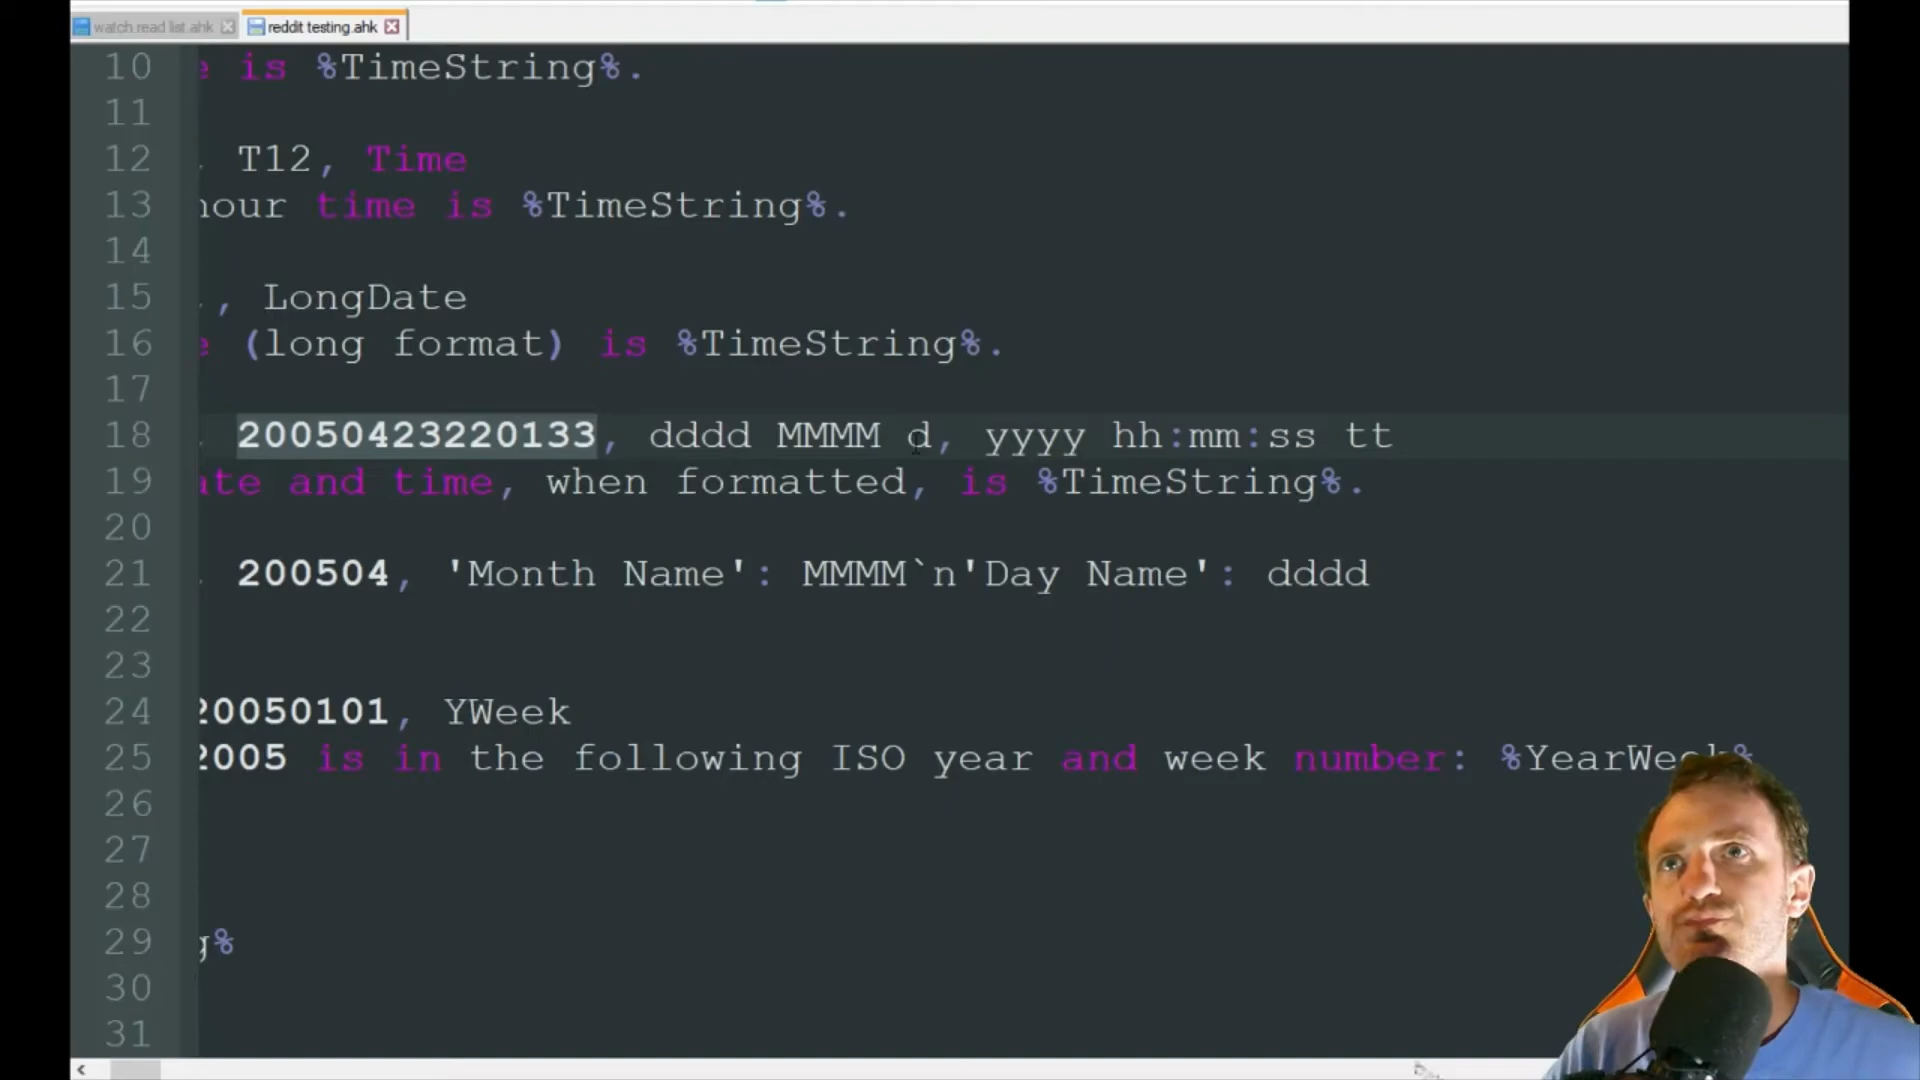 watch.read list.ahk
reddit testing.ahk
10 e is %TimeString%.
11
12 , T12, Time
13 hour time is %TimeString%.
14
15 , LongDate
16 e (long format) is %TimeString%.
17
18 20050423220133, dddd MMMM d, yyyy hh:mm:ss tt
19 ate and time, when formatted, is %TimeString%.
20
21 200504, 'Month Name': MMMM`n'Day Name': dddd
22
23
24 20050101, YWeek
25 2005 is in the following ISO year and week number: %YearWeek%
26
27
28
29 g%
30
31